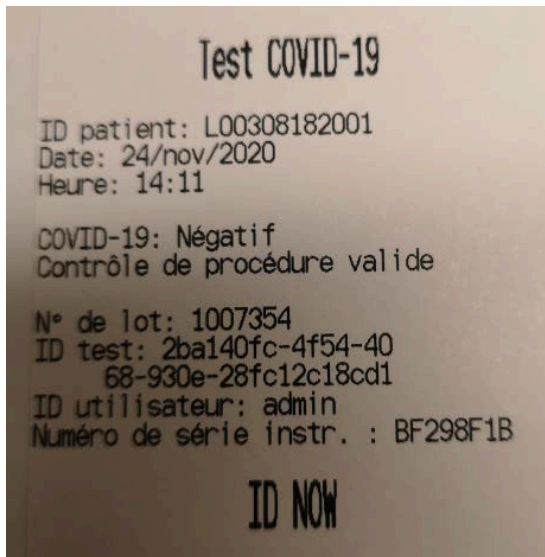 Test COVID-19
ID patient: L00308182001
Date: 24/nov/2020
Heure: 14:11
COVID-19: Négatif
Contrôle de procédure valide
N° de lot: 1007354
ID test: 2ba140fc-4f54-40
68-930e-28fc12c18cd1
ID utilisateur: admin
Numéro de série instr. : BF298F1B
ID NOW